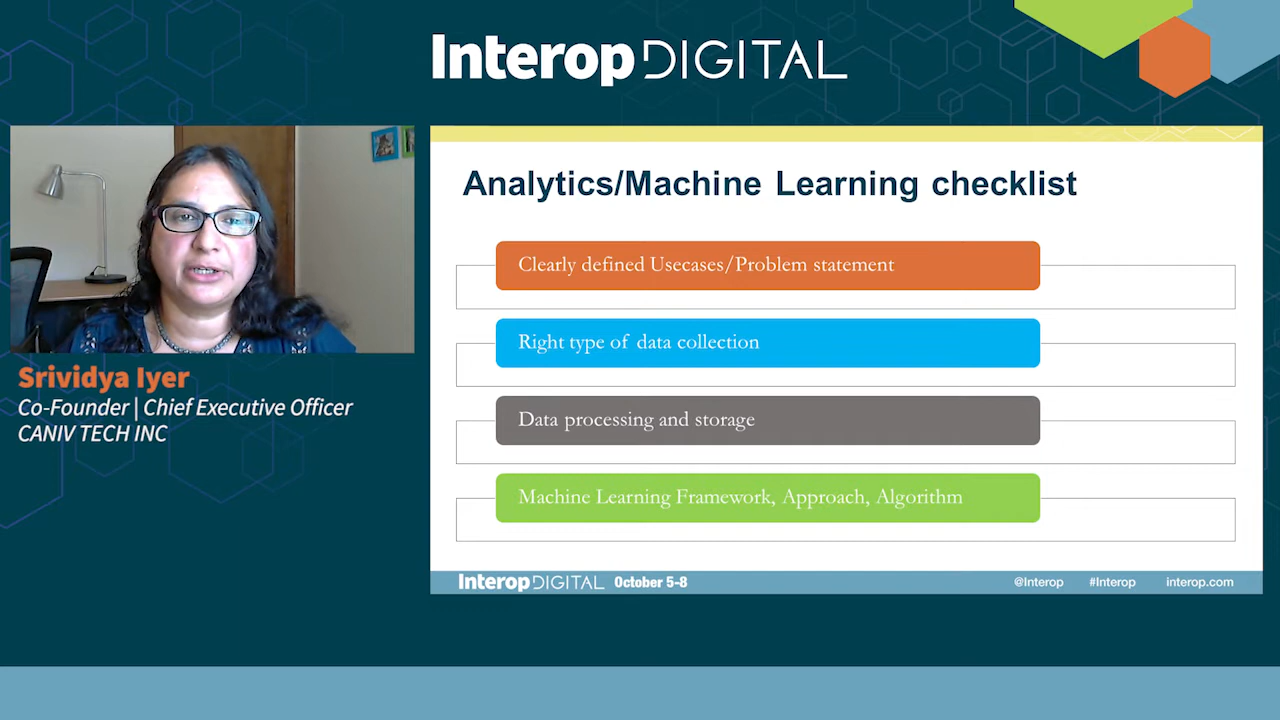 Interop DIGITAL
Srividya Iyer
Co-Founder | Chief Executive Officer
CANIV TECH INC
Analytics/Machine Learning checklist
Clearly defined Usecases/Problem statement
Right type of data collection
Data processing and storage
Machine Learning Framework, Approach, Algorithm
Interop DIGITAL October 5-8 @Interop #Interop interop.com